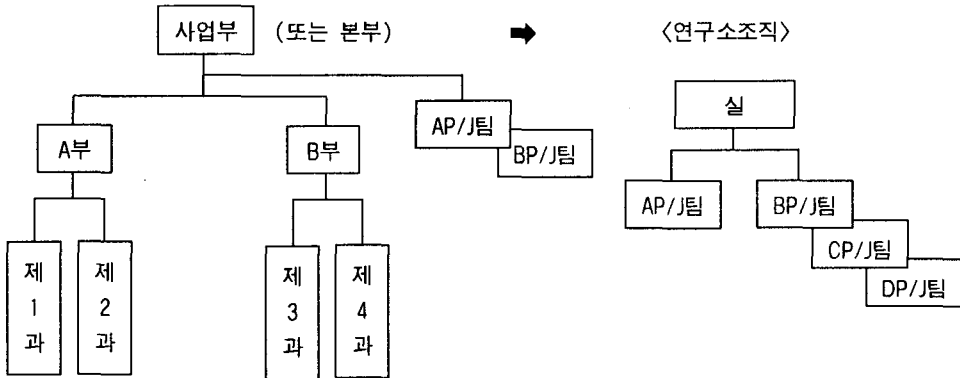 사업부 (또는 본부) ➡ 〈연구소조직〉
실
A부 B부 AP/J팀
BP/J팀
AP/J팀 BP/J팀
CP/J팀
DP/J팀
제1과 제2과 제3과 제4과